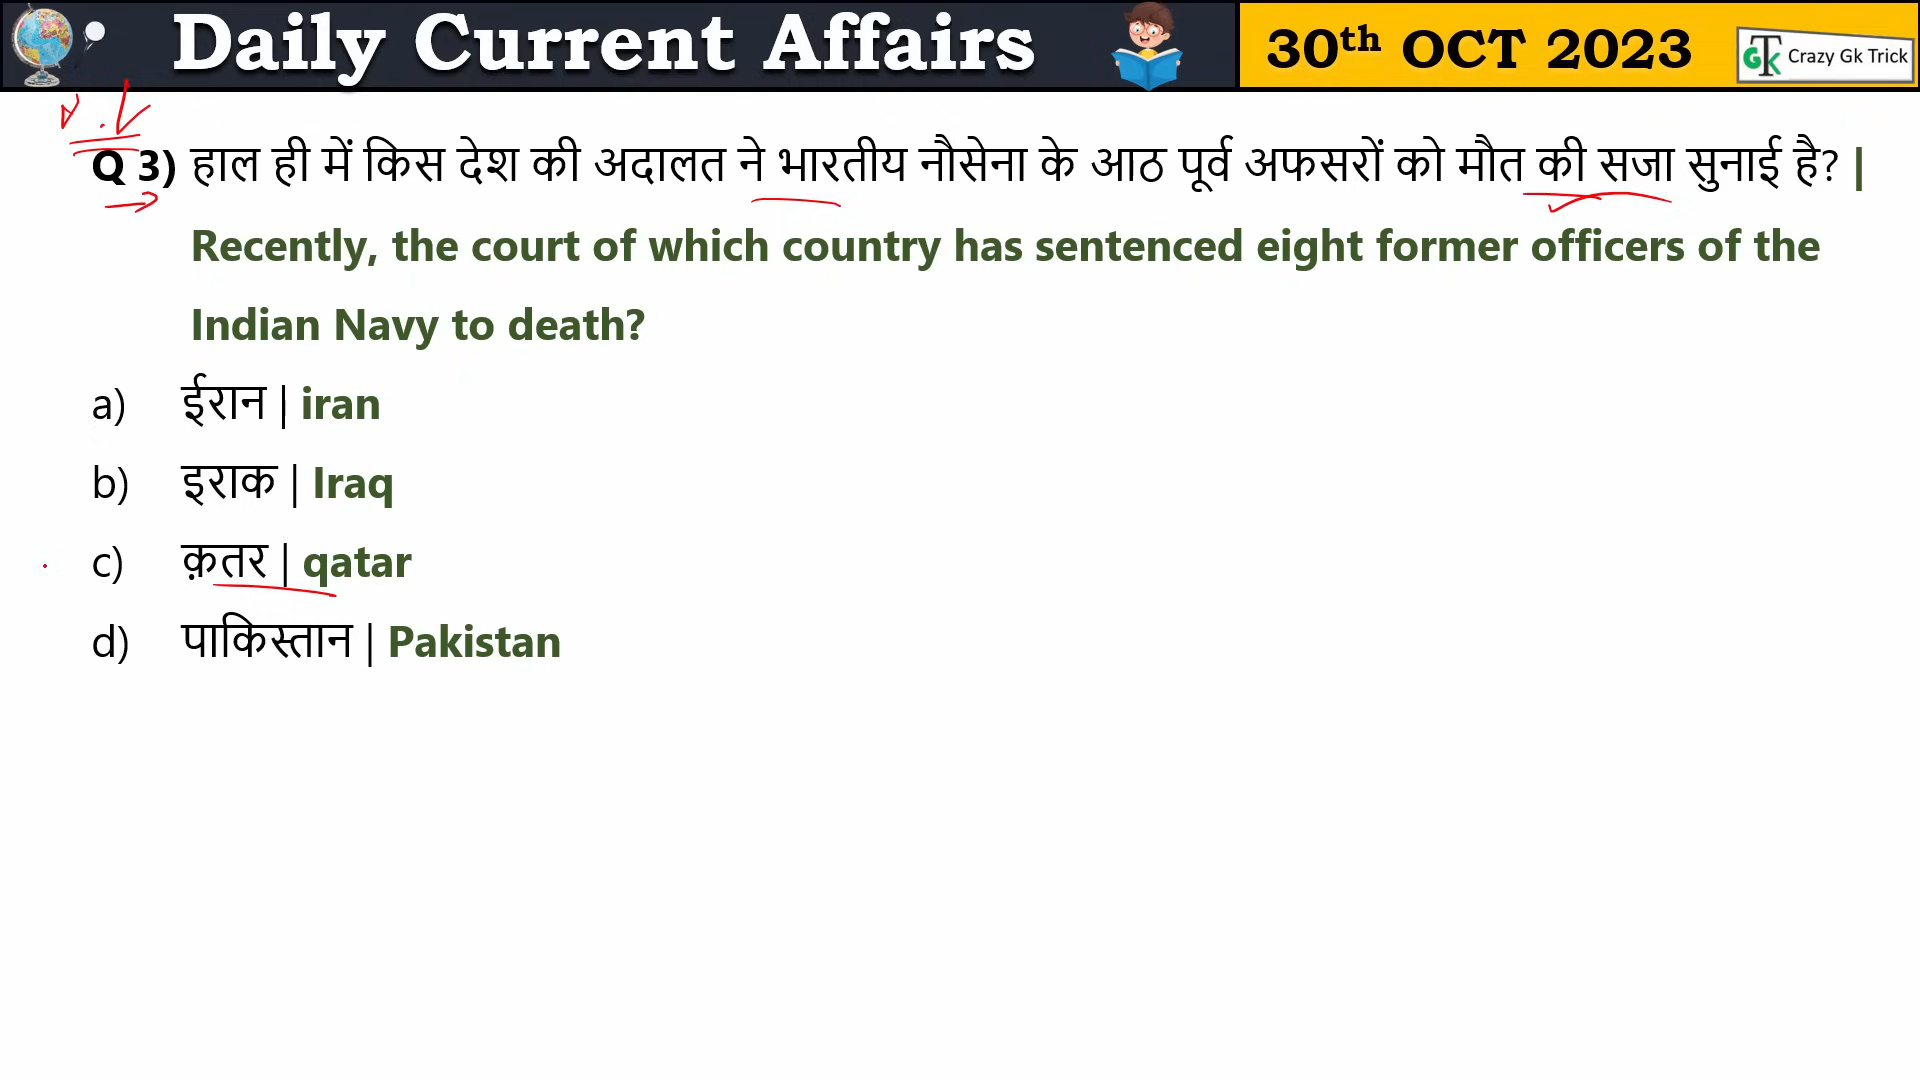 Daily Current Affairs
30th OCT 2023
GTK Crazy Gk Trick
Q 3) हाल ही में किस देश की अदालत ने भारतीय नौसेना के आठ पूर्व अफसरों को मौत की सजा सुनाई है? |
Recently, the court of which country has sentenced eight former officers of the
Indian Navy to death?
a) ईरान | iran
b) इराक | Iraq
c) क़तर | qatar
d) पाकिस्तान | Pakistan